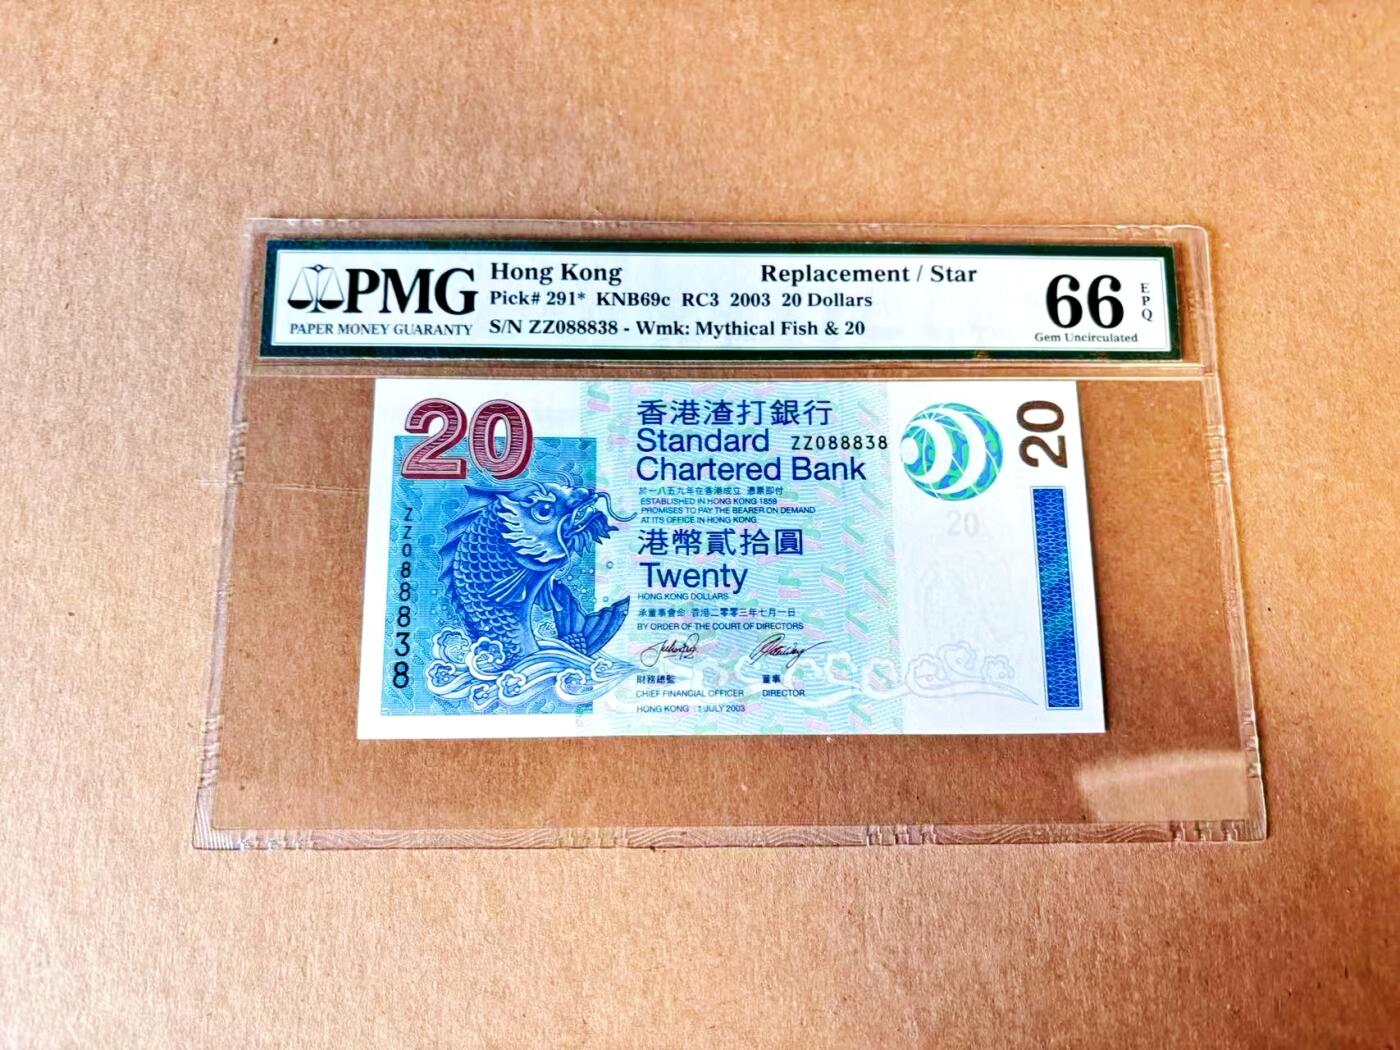 PMG
PAPER MONEY GUARANTY
Hong Kong Replacement / Star
Pick# 291* KNB69c RC3 2003 20 Dollars
S/N ZZ088838 - Wmk: Mythical Fish & 20
66
EPQ
Gem Uncirculated
20
ZZ088838
香港渣打銀行
Standard ZZ088838
Chartered Bank
於一八五九年在香港成立 憑票即付
ESTABLISHED IN HONG KONG 1859
PROMISES TO PAY THE BEARER ON DEMAND
AT ITS OFFICE IN HONG KONG
港幣貳拾圓
Twenty
HONG KONG DOLLARS
承董事會命 香港二零零三年七月一日
BY ORDER OF THE COURT OF DIRECTORS
財務總監 董事
CHIEF FINANCIAL OFFICER DIRECTOR
HONG KONG 1 JULY 2003
20
20